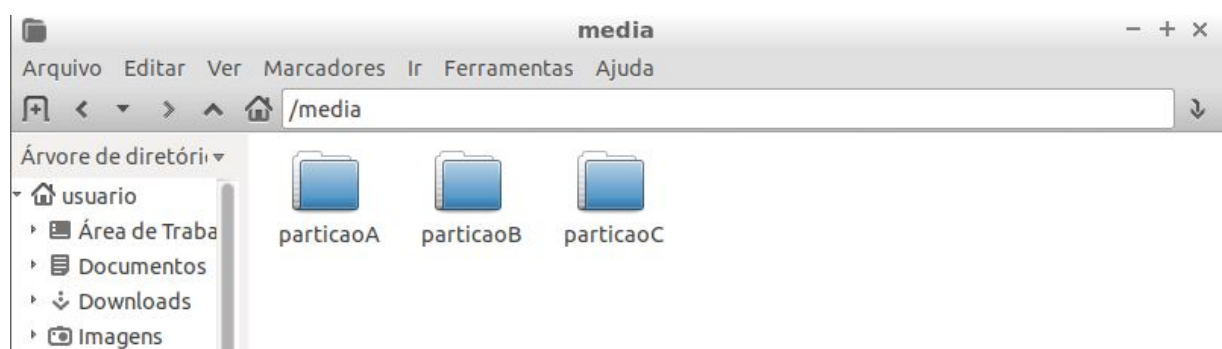 media
Arquivo Editar Ver Marcadores Ir Ferramentas Ajuda
/media
Árvore de diretóri
usuario
Área de Traba
Documentos
Downloads
Imagens
particaoA particaoB particaoC